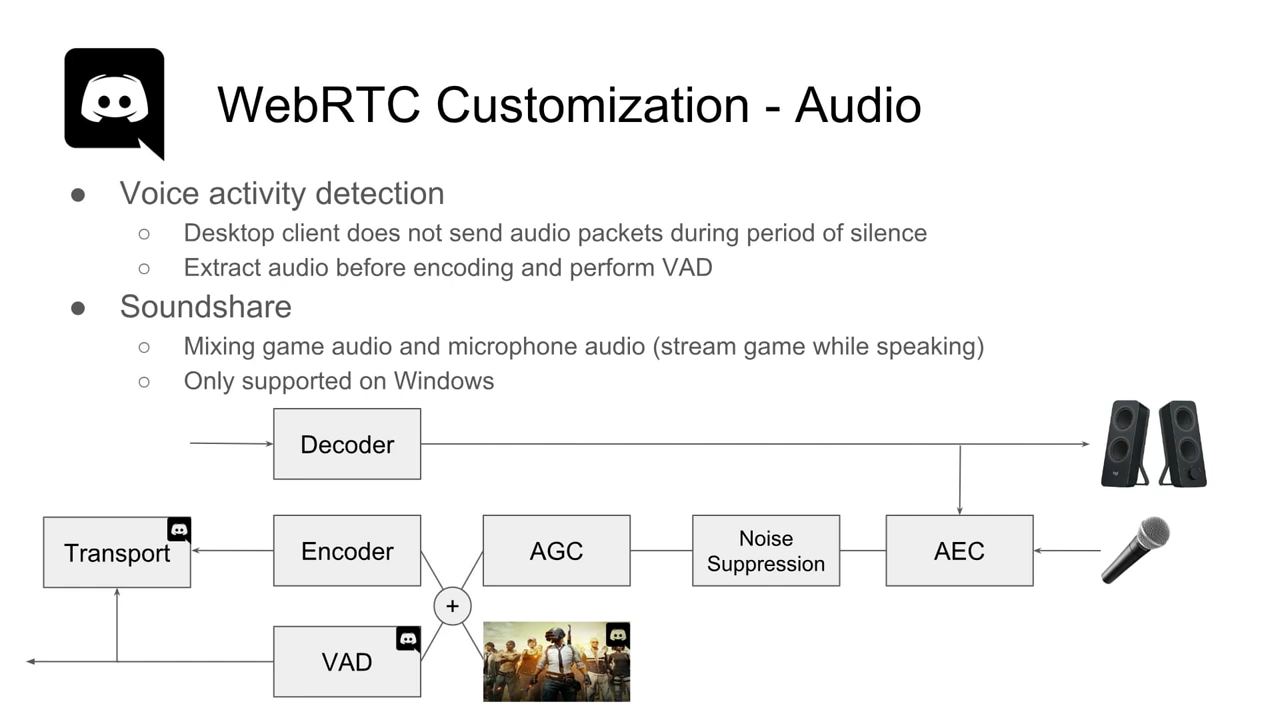 WebRTC Customization - Audio
● Voice activity detection
○ Desktop client does not send audio packets during period of silence
○ Extract audio before encoding and perform VAD
● Soundshare
○ Mixing game audio and microphone audio (stream game while speaking)
○ Only supported on Windows
Decoder
Transport
Encoder
AGC
Noise
Suppression
AEC
+
VAD